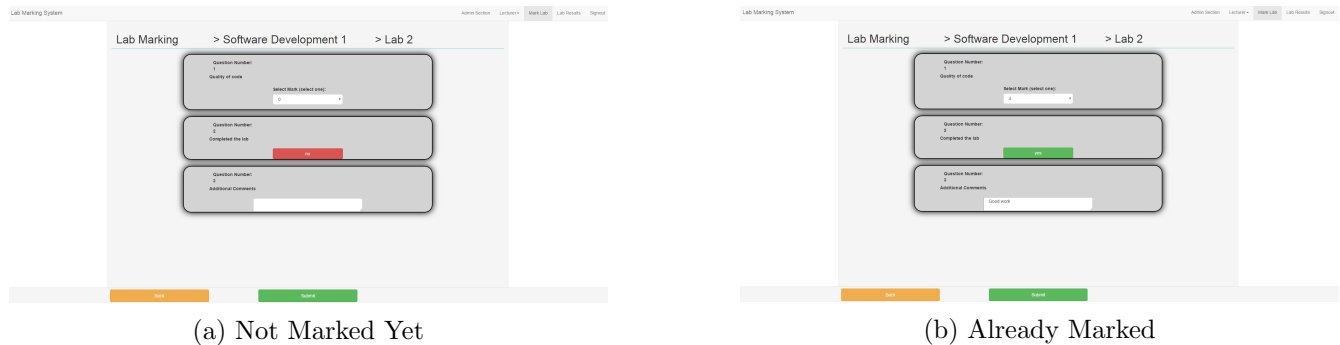 Lab Marking System Admin Section Lecturer Mark Lab Lab Results Signout
Lab Marking > Software Development 1 > Lab 2
Question Number:
1
Quality of code
Select Mark (select one):
0
Question Number:
2
Completed the lab
no
Question Number:
3
Additional Comments
Back Submit
(a) Not Marked Yet
Lab Marking System Admin Section Lecturer Mark Lab Lab Results Signout
Lab Marking > Software Development 1 > Lab 2
Question Number:
1
Quality of code
Select Mark (select one):
4
Question Number:
2
Completed the lab
yes
Question Number:
3
Additional Comments
Good work
Back Submit
(b) Already Marked